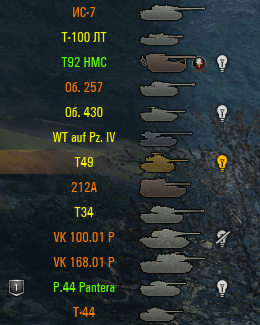 ИС-7
Т-100 ЛТ
T92 HMC
Об. 257
Об. 430
WT auf Pz. IV
T49
212А
T34
VK 100.01 P
VK 168.01 P
P.44 Pantera
Т-44